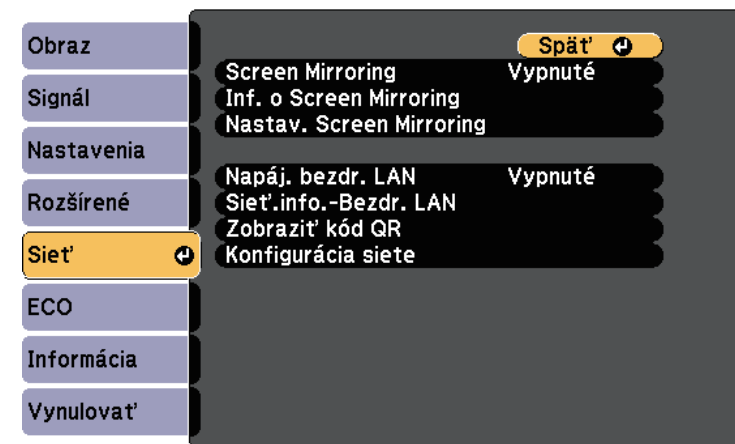 Obraz
Signál
Nastavenia
Rozšírené
Sieť
ECO
Informácia
Vynulovať
Späť
Screen Mirroring Vypnuté
Inf. o Screen Mirroring
Nastav. Screen Mirroring
Napáj. bezdr. LAN Vypnuté
Sieť.info.-Bezdr. LAN
Zobraziť kód QR
Konfigurácia siete